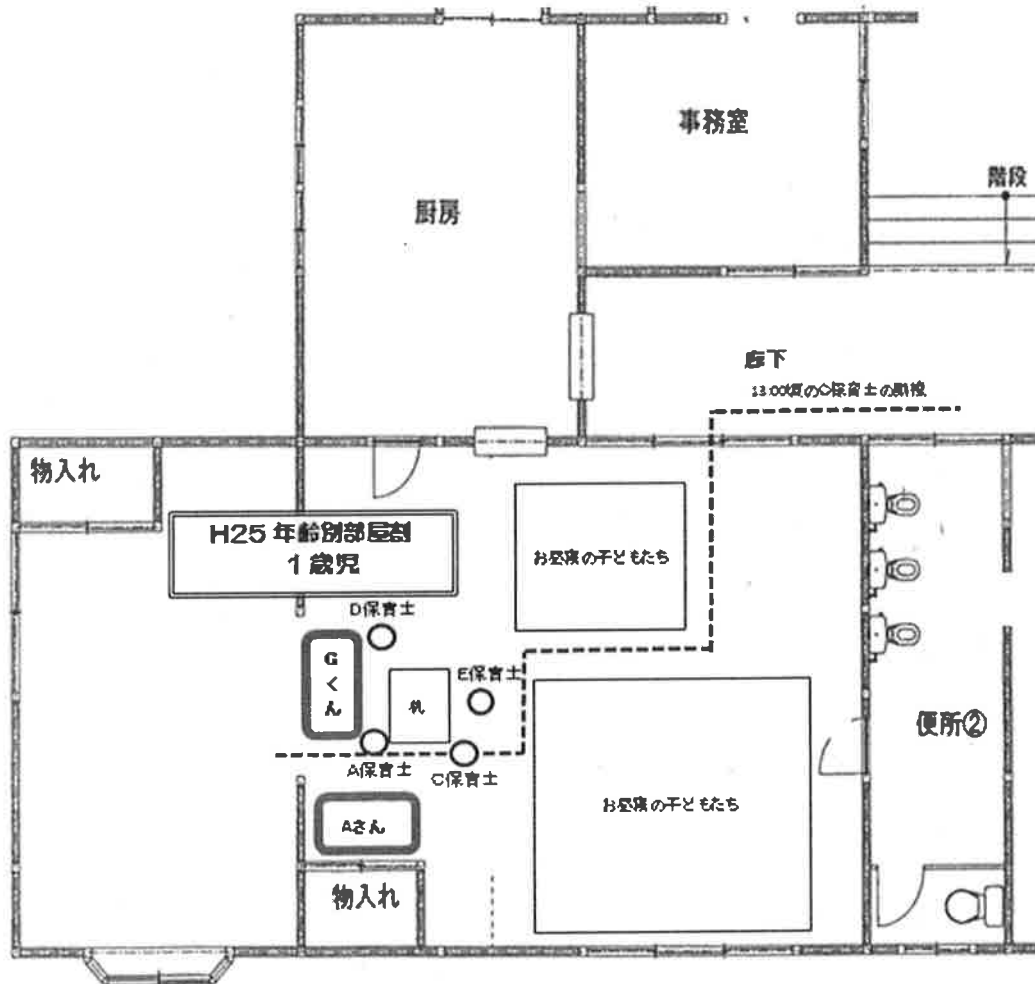 事務室
階段
厨房
廊下
13:00頃のC保育士の動線
物入れ
H25年齢別部屋割
1歳児
お昼寝の子どもたち
D保育士
Gくん
E保育士
机
便所②
A保育士
C保育士
お昼寝の子どもたち
Aさん
物入れ